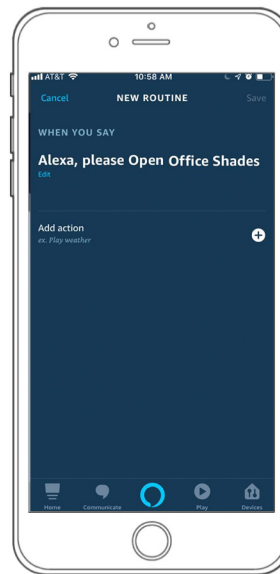 AT&T 10:58 AM
Cancel NEW ROUTINE Save
WHEN YOU SAY
Alexa, please Open Office Shades
Edit
Add action
ex. Play weather
Home Communicate Play Devices